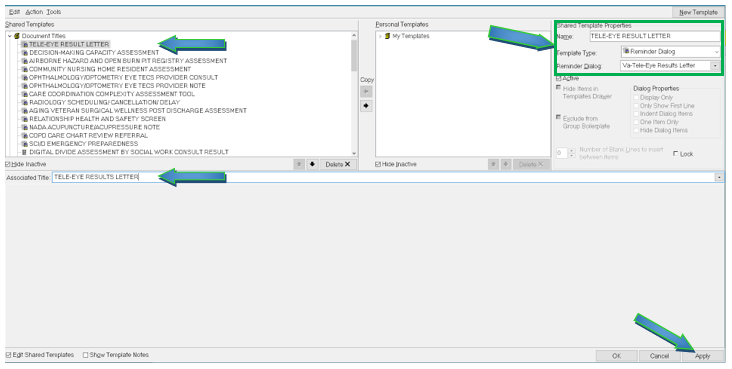 Edit Action Tools
New Template
Shared Templates
Personal Templates
Shared Template Properties
Document Titles
TELE-EYE RESULT LETTER
DECISION-MAKING CAPACITY ASSESSMENT
AIRBORNE HAZARD AND OPEN BURN PIT REGISTRY ASSESSMENT
COMMUNITY NURSING HOME RESIDENT ASSESSMENT
OPHTHALMOLOGY/OPTOMETRY EYE TECS PROVIDER CONSULT
OPHTHALMOLOGY/OPTOMETRY EYE TECS PROVIDER NOTE
CARE COORDINATION COMPLEXITY ASSESSMENT TOOL
RADIOLOGY SCHEDULING/CANCELLATION/DELAY
AGING VETERAN SURGICAL WELLNESS POST DISCHARGE ASSESSMENT
RELATIONSHIP HEALTH AND SAFETY SCREEN
NADA ACUPUNCTURE/ACUPRESSURE NOTE
COPD CARE CHART REVIEW REFERRAL
SCI/D EMERGENCY PREPAREDNESS
DIGITAL DIVIDE ASSESSMENT BY SOCIAL WORK CONSULT RESULT
Copy
My Templates
Name: TELE-EYE RESULT LETTER
Template Type: Reminder Dialog
Reminder Dialog: Va-Tele-Eye Results Letter
Active
Hide Items in
Templates Drawer
Exclude from
Group Boilerplate
Dialog Properties
Display Only
Only Show First Line
Indent Dialog Items
One Item Only
Hide Dialog Items
0 Number of Blank Lines to insert
between items
Lock
Hide Inactive
Delete X
Hide Inactive
Delete X
Associated Title: TELE-EYE RESULTS LETTER
Edit Shared Templates
Show Template Notes
OK
Cancel
Apply